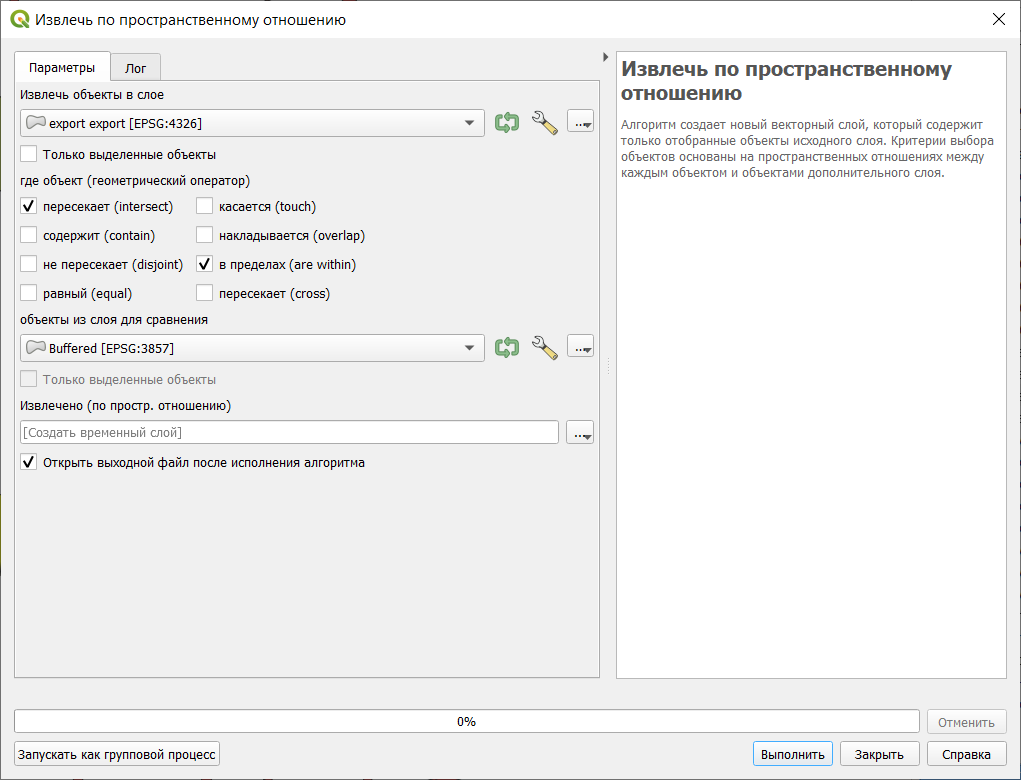 Извлечь по пространственному отношению
Параметры
Лог
Извлечь объекты в слое
export export [EPSG:4326]
...
Только выделенные объекты
где объект (геометрический оператор)
пересекает (intersect)
касается (touch)
содержит (contain)
накладывается (overlap)
не пересекает (disjoint)
в пределах (are within)
равный (equal)
пересекает (cross)
объекты из слоя для сравнения
Buffered [EPSG:3857]
...
Только выделенные объекты
Извлечено (по простр. отношению)
[Создать временный слой]
...
Открыть выходной файл после исполнения алгоритма
Извлечь по пространственному
отношению
Алгоритм создает новый векторный слой, который содержит
только отобранные объекты исходного слоя. Критерии выбора
объектов основаны на пространственных отношениях между
каждым объектом и объектами дополнительного слоя.
0%
Отменить
Запускать как групповой процесс
Выполнить
Закрыть
Справка